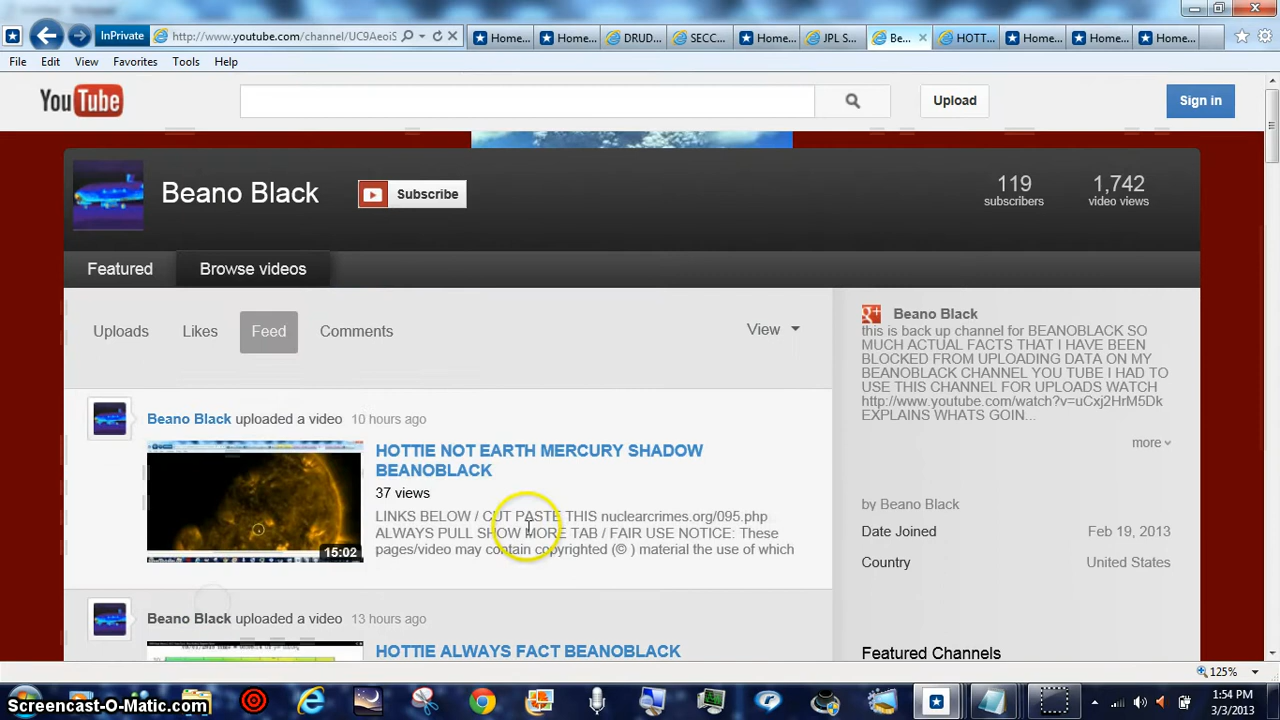 InPrivate
http://www.youtube.com/channel/UC9AeoiS
Home...
Home...
DRUD...
SECC...
Home...
JPL S...
Be...
HOTT...
Home...
Home...
Home...
File Edit View Favorites Tools Help
YouTube
Upload
Sign in
Beano Black
Subscribe
119
subscribers
1,742
video views
Featured
Browse videos
Uploads
Likes
Feed
Comments
View
Beano Black uploaded a video 10 hours ago
HOTTIE NOT EARTH MERCURY SHADOW
BEANOBLACK
37 views
LINKS BELOW / CUT PASTE THIS nuclearcrimes.org/095.php
ALWAYS PULL SHOW MORE TAB / FAIR USE NOTICE: These
pages/video may contain copyrighted (© ) material the use of which
15:02
Beano Black uploaded a video 13 hours ago
HOTTIE ALWAYS FACT BEANOBLACK
Beano Black
this is back up channel for BEANOBLACK SO
MUCH ACTUAL FACTS THAT I HAVE BEEN
BLOCKED FROM UPLOADING DATA ON MY
BEANOBLACK CHANNEL YOU TUBE I HAD TO
USE THIS CHANNEL FOR UPLOADS WATCH
http://www.youtube.com/watch?v=uCxj2HrM5Dk
EXPLAINS WHATS GOIN...
more
by Beano Black
Date Joined Feb 19, 2013
Country United States
Featured Channels
125%
Screencast-O-Matic.com
1:54 PM
3/3/2013